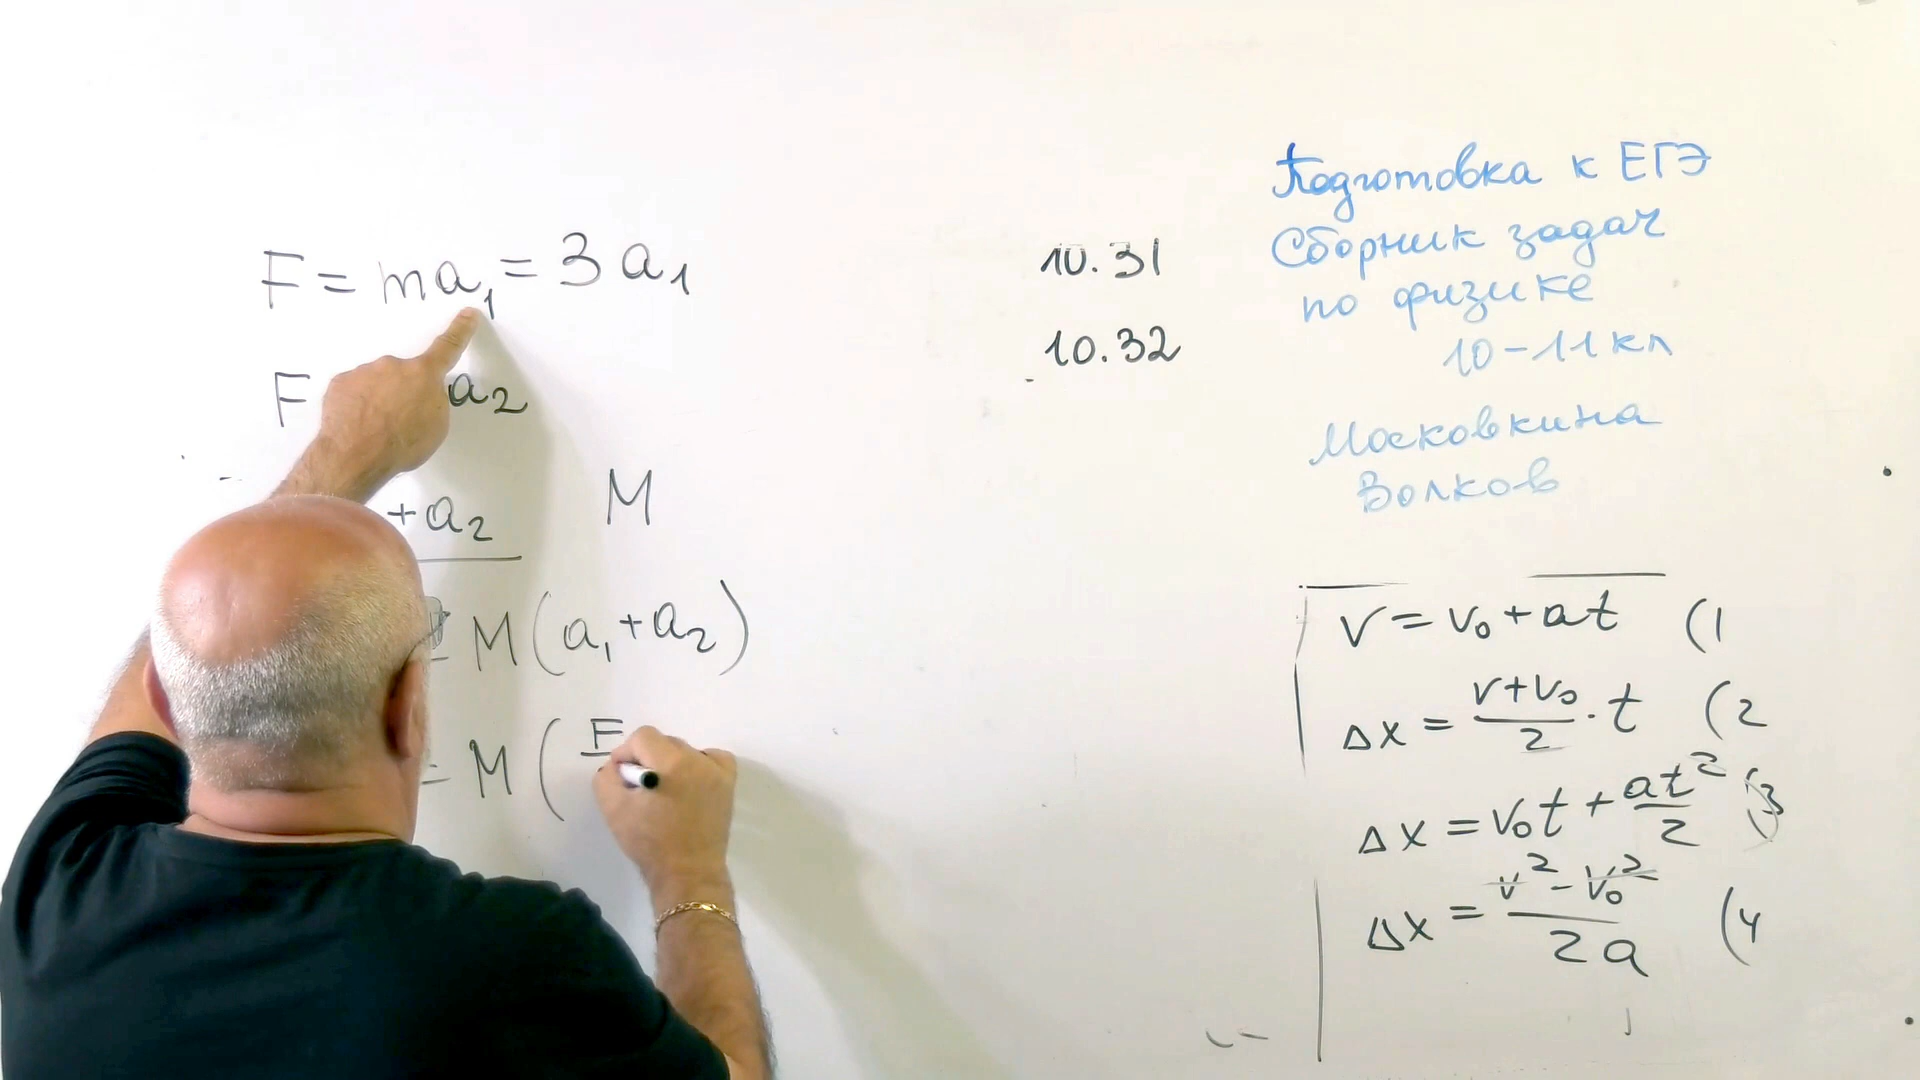 F = ma₁ = 3a₁
F a₂
+a₂ M
= M(a₁+a₂)
= M(F
10.31
10.32
Подготовка к ЕГЭ
Сборник задач
по физике
10-11 кл
Московкина
Волков
v = v₀ + at (1
Δx = (v+v₀)/2 · t (2
Δx = v₀t + at²/2 (3
Δx = (v² - v₀²)/2a (4